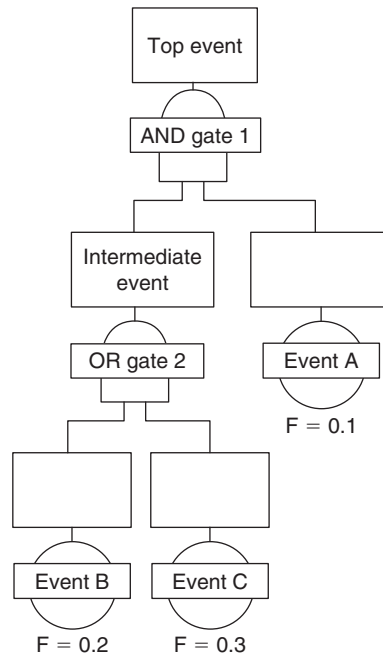 Top event
AND gate 1
Intermediate
event
OR gate 2
Event A
F = 0.1
Event B
Event C
F = 0.2
F = 0.3